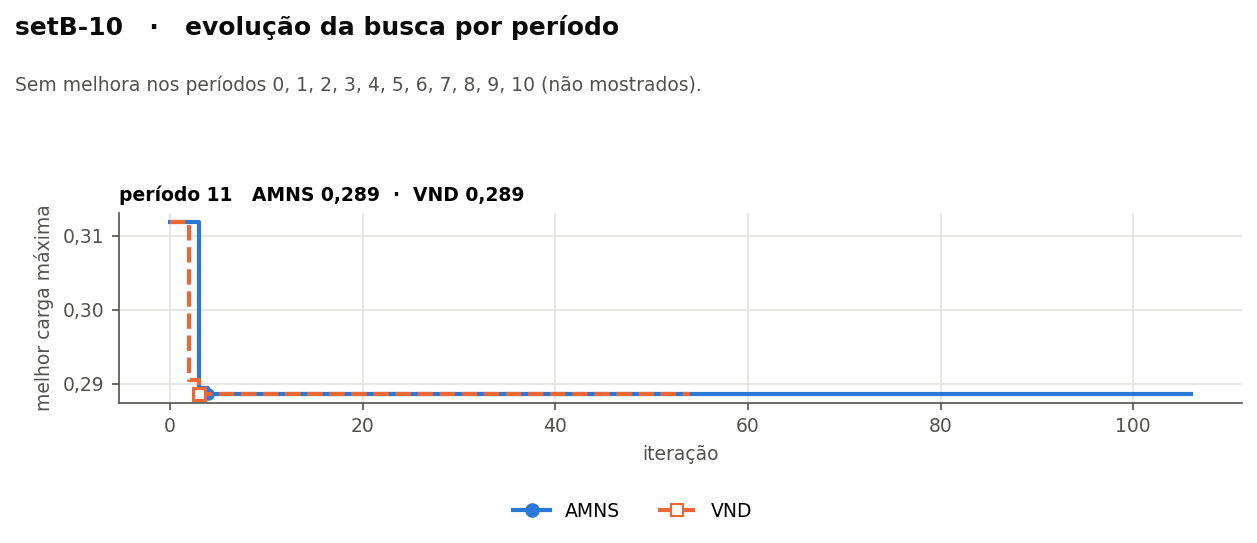 setB-10 · evolução da busca por período
Sem melhora nos períodos 0, 1, 2, 3, 4, 5, 6, 7, 8, 9, 10 (não mostrados).
período 11 AMNS 0,289 · VND 0,289
melhor carga máxima
0,31
0,30
0,29
0 20 40 60 80 100
iteração
AMNS VND